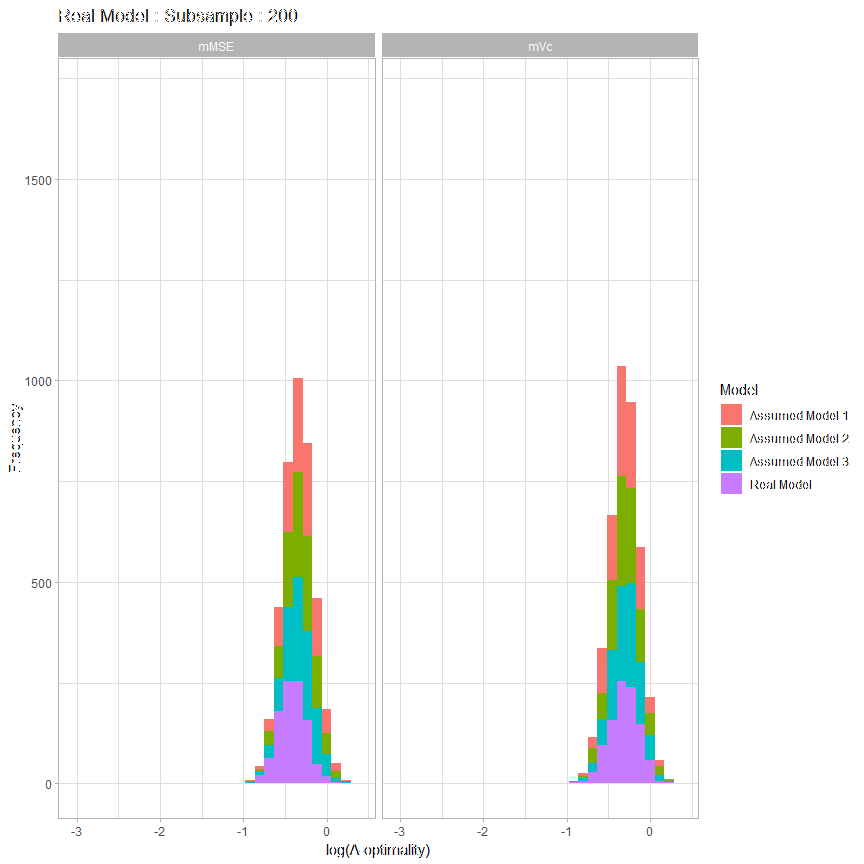 Real Model : Subsample : 200
mMSE
mVc
1500
1000
500
0
Frequency
-3
-2
-1
0
-3
-2
-1
0
log(A-optimality)
Model
Assumed Model 1
Assumed Model 2
Assumed Model 3
Real Model